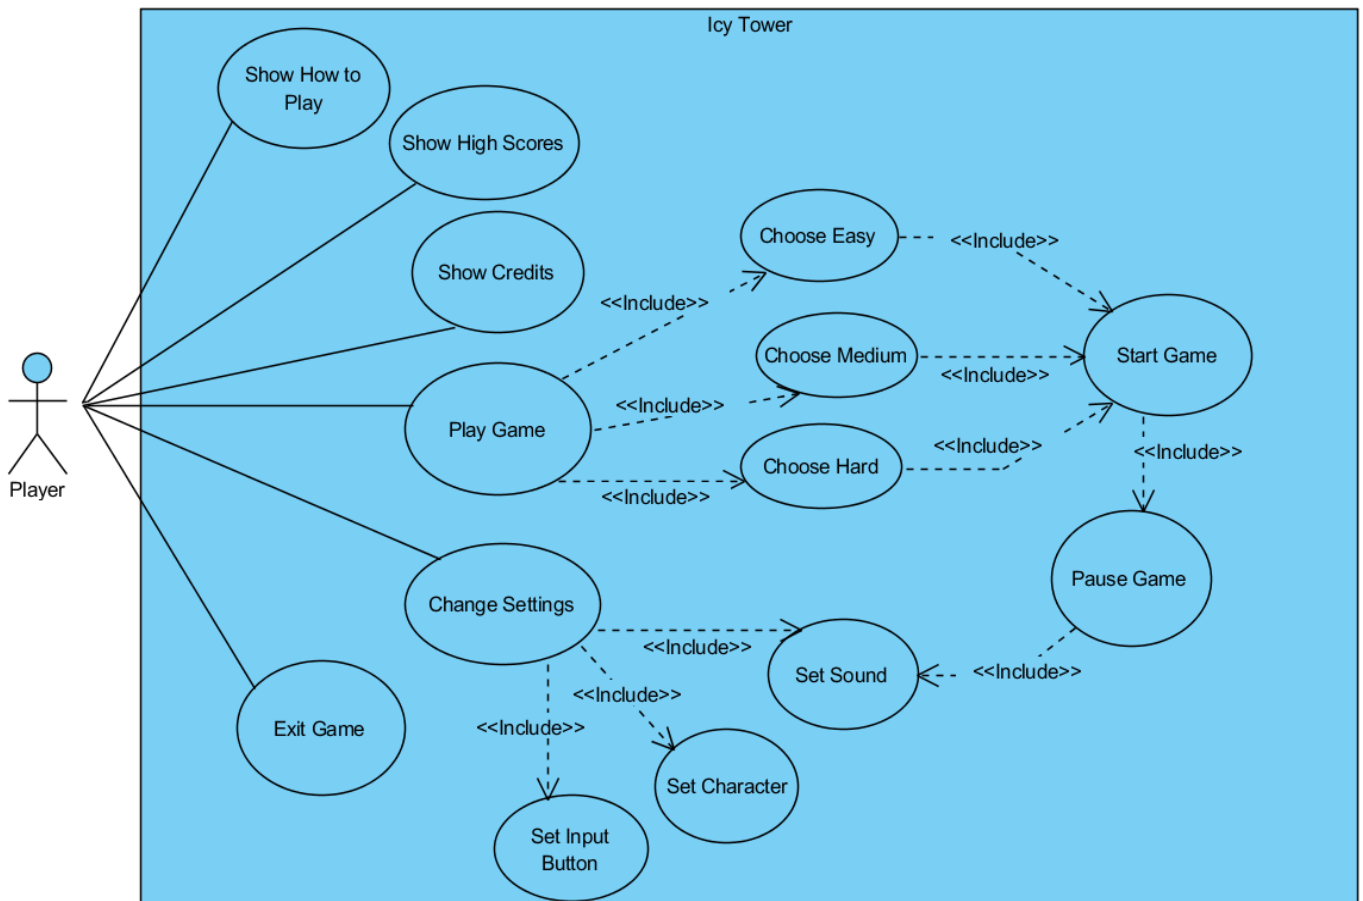 Icy Tower
Show How to
Play
Show High Scores
Choose Easy
<<Include>>
Show Credits
<<Include>>
Choose Medium
Start Game
<<Include>>
<<Include>>
Play Game
Choose Hard
<<Include>>
<<Include>>
<<Include>>
Player
Pause Game
Change Settings
<<Include>>
Set Sound
<<Include>>
<<Include>>
<<Include>>
Exit Game
Set Character
Set Input
Button